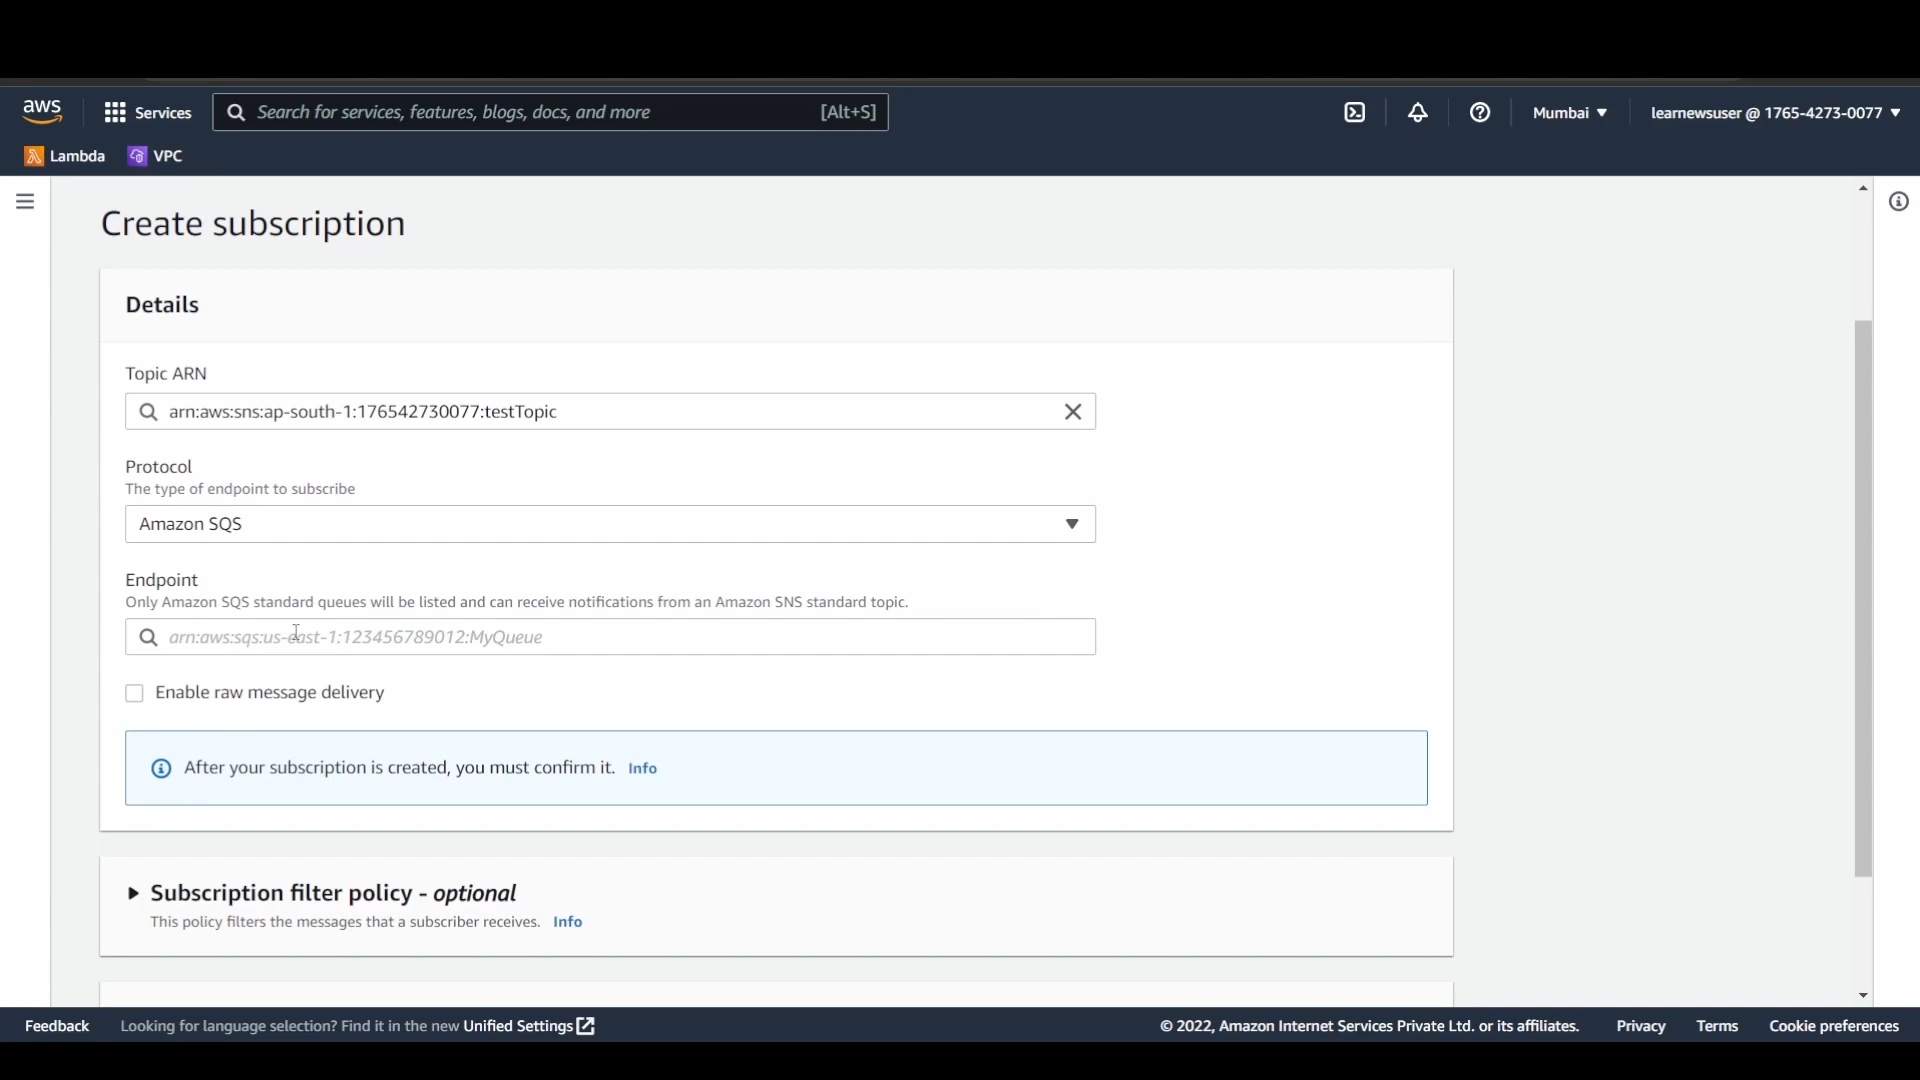 aws
Services
Search for services, features, blogs, docs, and more
[Alt+S]
Mumbai
learnewsuser @ 1765-4273-0077
Lambda
VPC
Create subscription
Details
Topic ARN
arn:aws:sns:ap-south-1:176542730077:testTopic
Protocol
The type of endpoint to subscribe
Amazon SQS
Endpoint
Only Amazon SQS standard queues will be listed and can receive notifications from an Amazon SNS standard topic.
arn:aws:sqs:us-east-1:123456789012:MyQueue
Enable raw message delivery
After your subscription is created, you must confirm it. Info
Subscription filter policy - optional
This policy filters the messages that a subscriber receives. Info
Feedback
Looking for language selection? Find it in the new Unified Settings
© 2022, Amazon Internet Services Private Ltd. or its affiliates.
Privacy
Terms
Cookie preferences